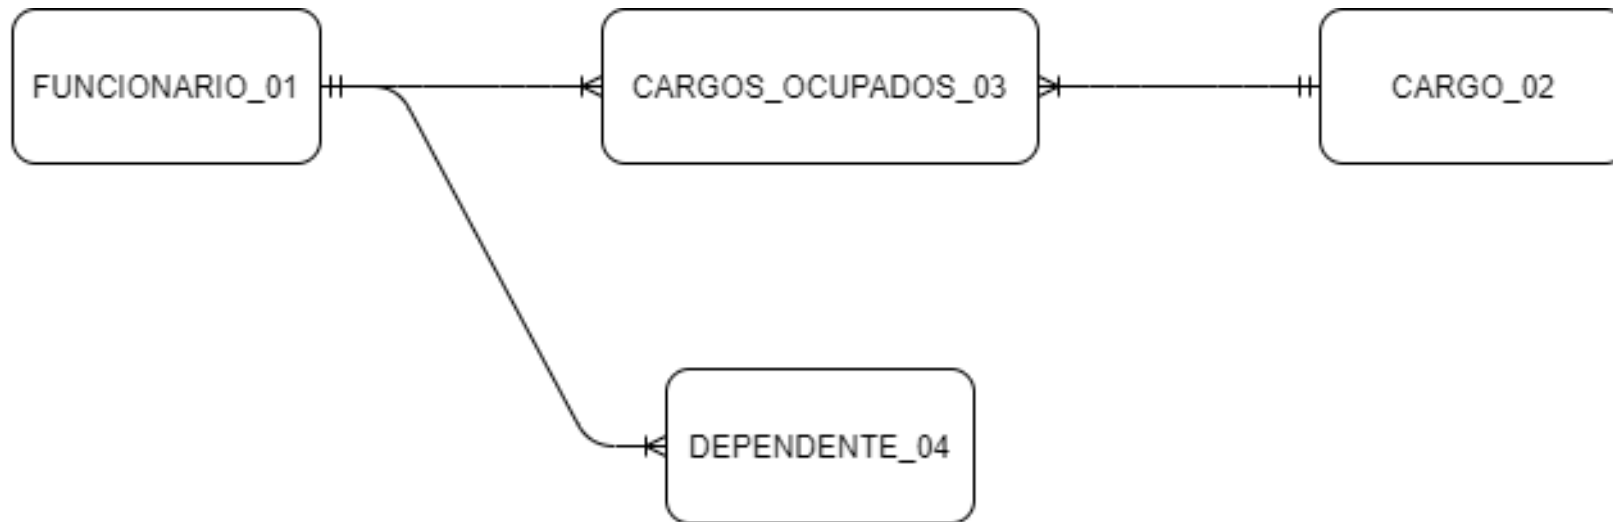 FUNCIONARIO_01
CARGOS_OCUPADOS_03
CARGO_02
DEPENDENTE_04